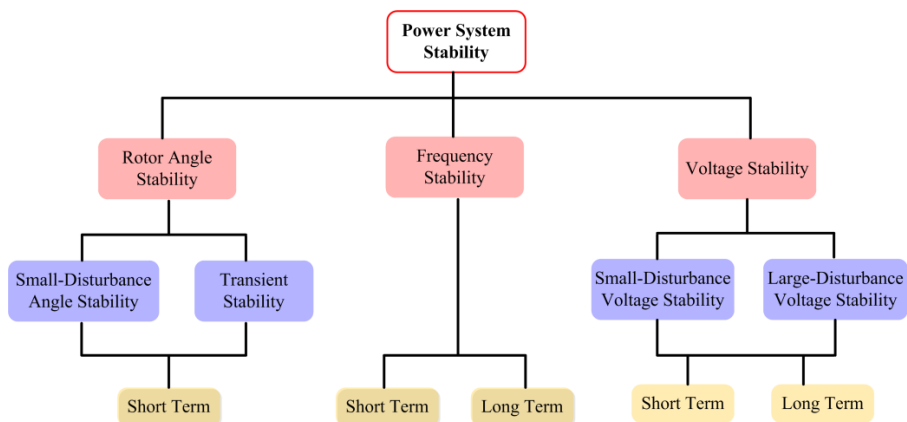 Power System
Stability
Rotor Angle
Stability
Frequency
Stability
Voltage Stability
Small-Disturbance
Angle Stability
Transient
Stability
Small-Disturbance
Voltage Stability
Large-Disturbance
Voltage Stability
Short Term
Short Term
Long Term
Short Term
Long Term